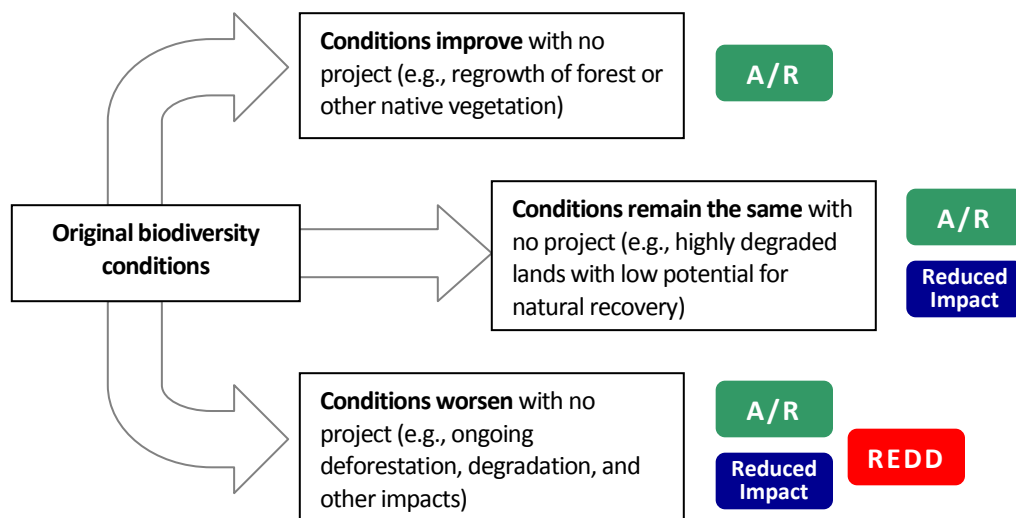 Conditions improve with no
project (e.g., regrowth of forest or
other native vegetation)
A/R
Original biodiversity
conditions
Conditions remain the same with
no project (e.g., highly degraded
lands with low potential for
natural recovery)
A/R
Reduced
Impact
Conditions worsen with no
project (e.g., ongoing
deforestation, degradation, and
other impacts)
A/R
Reduced
Impact
REDD